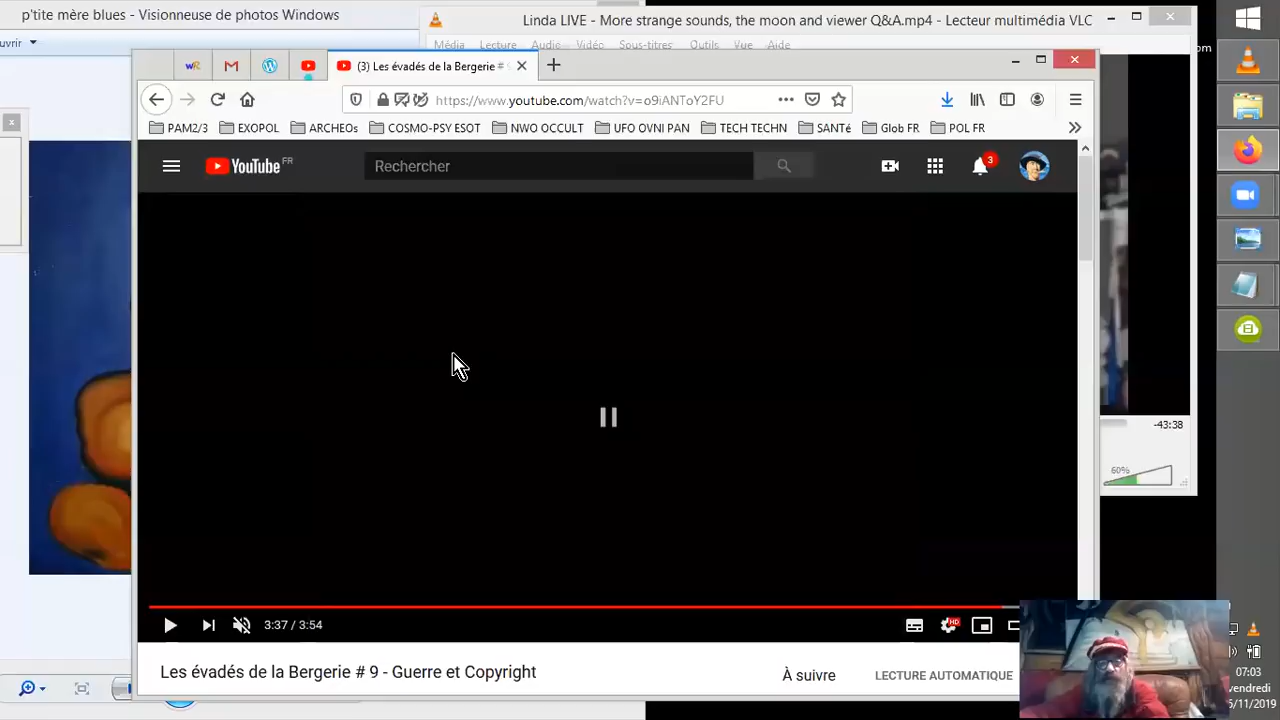 p'tite mère blues - Visionneuse de photos Windows
Linda LIVE - More strange sounds, the moon and viewer Q&A.mp4 - Lecteur multimédia VLC
uvrir
Média Lecture Audio Vidéo Sous-titres Outils Vue Aide
(3) Les évadés de la Bergerie #
https://www.youtube.com/watch?v=o9iANToY2FU
PAM2/3 EXOPOL ARCHEOs COSMO-PSY ESOT NWO OCCULT UFO OVNI PAN TECH TECHN SANTé Glob FR POL FR
YouTube FR
Rechercher
3
-43:38
60%
3:37 / 3:54
HD
Les évadés de la Bergerie # 9 - Guerre et Copyright
À suivre
LECTURE AUTOMATIQUE
07:03
vendredi
5/11/2019